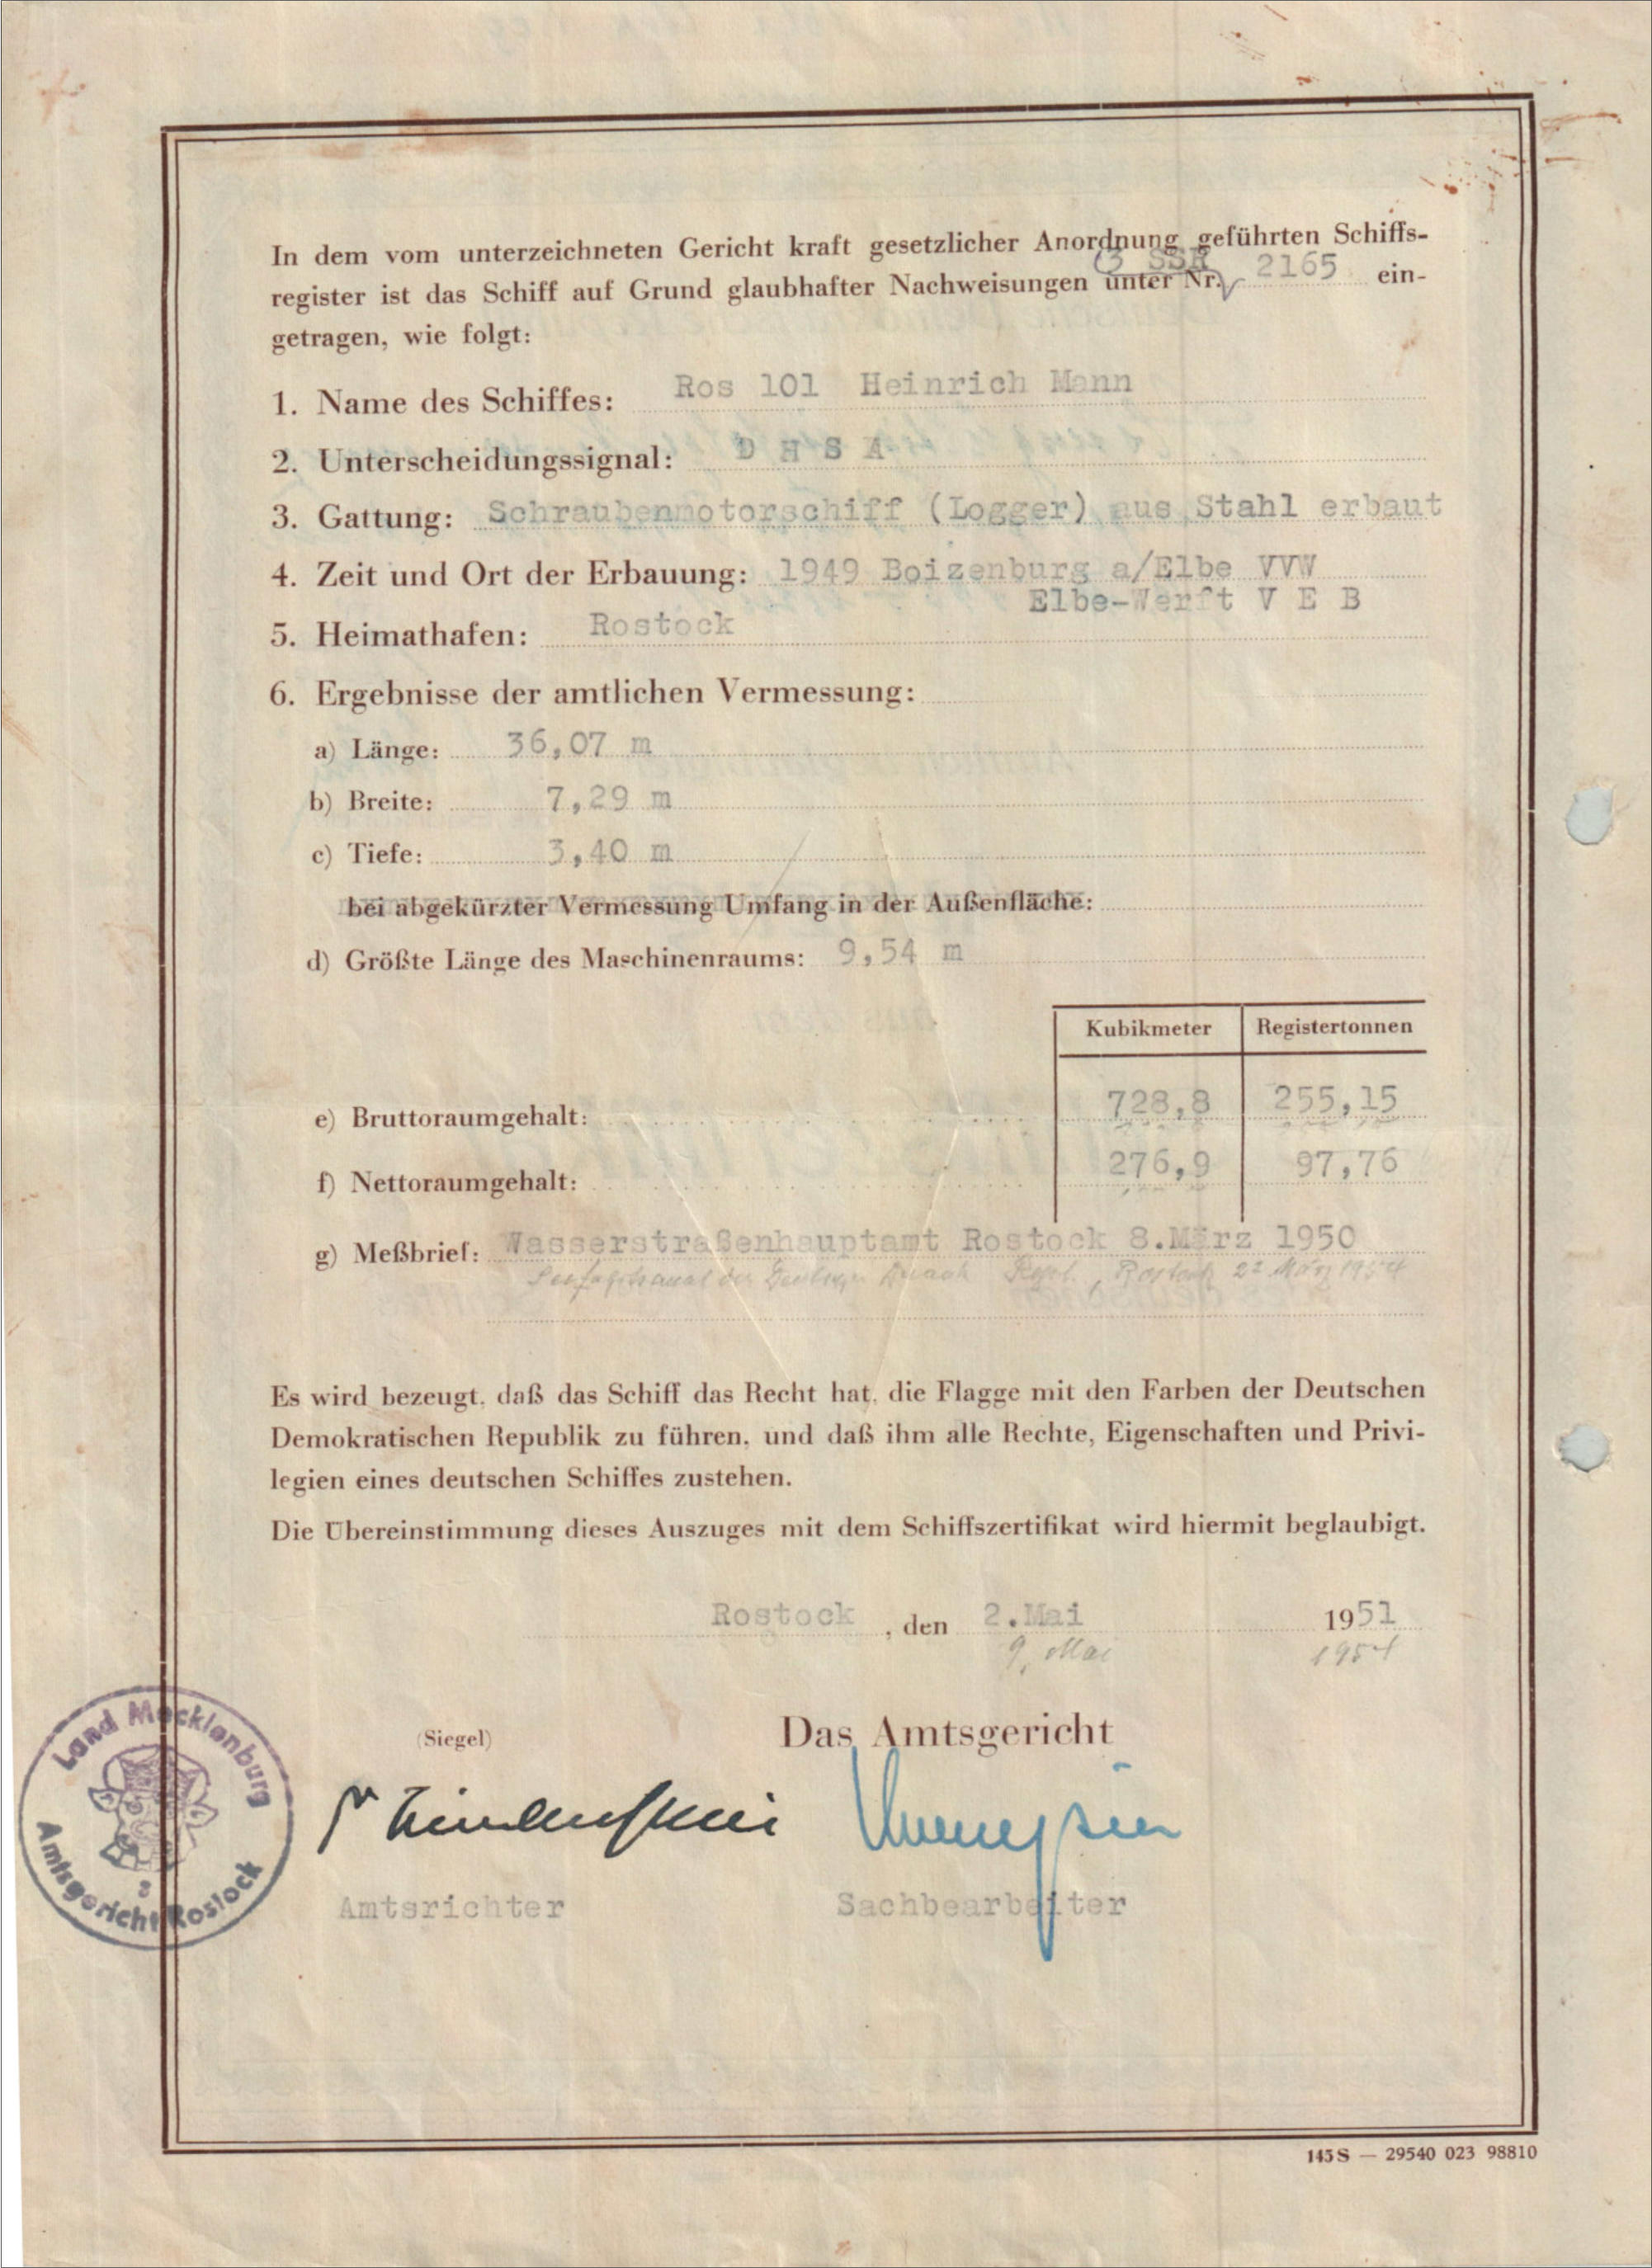 In dem vom unterzeichneten Gericht kraft gesetzlicher Anordnung geführten Schiffs-
register ist das Schiff auf Grund glaubhafter Nachweisungen unter Nr. 2165 ein-
SSR
getragen, wie folgt:
1. Name des Schiffes: Ros 101 Heinrich Mann
2. Unterscheidungssignal: D H S A
3. Gattung: Schraubenmotorschiff (Logger) aus Stahl erbaut
4. Zeit und Ort der Erbauung: 1949 Boizenburg a/Elbe VVW
Elbe-Werft V E B
5. Heimathafen: Rostock
6. Ergebnisse der amtlichen Vermessung:
a) Länge: 36,07 m
b) Breite: 7,29 m
c) Tiefe: 3,40 m
bei abgekürzter Vermessung Umfang in der Außenfläche:
d) Größte Länge des Maschinenraums: 9,54 m
Kubikmeter Registertonnen
e) Bruttoraumgehalt: 728,8 255,15
f) Nettoraumgehalt: 276,9 97,76
g) Meßbrief: Wasserstraßenhauptamt Rostock 8.März 1950
der Rostock 22 März 1954
Es wird bezeugt, daß das Schiff das Recht hat, die Flagge mit den Farben der Deutschen
Demokratischen Republik zu führen, und daß ihm alle Rechte, Eigenschaften und Privi-
legien eines deutschen Schiffes zustehen.
Die Übereinstimmung dieses Auszuges mit dem Schiffszertifikat wird hiermit beglaubigt.
Rostock, den 2.Mai 1951
9. Mai 1954
(Siegel) Das Amtsgericht
Land Mecklenburg
Amtsgericht Rostock
Amtsrichter Sachbearbeiter
145 S — 29540 023 98810